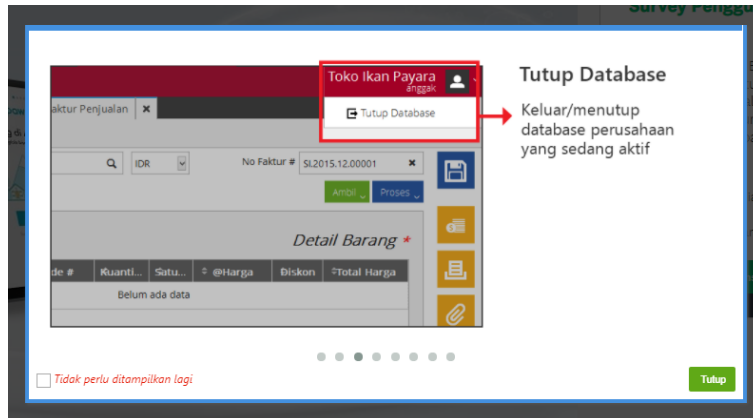 Survey Penggu
Toko Ikan Payara
anggak
Tutup Database
aktur Penjualan
Tutup Database
Keluar/menutup
database perusahaan
yang sedang aktif
IDR
No Faktur # SI.2015.12.00001
Ambil Proses
Detail Barang *
de # Kuanti... Satu... @Harga Diskon Total Harga
Belum ada data
Tidak perlu ditampilkan lagi
Tutup